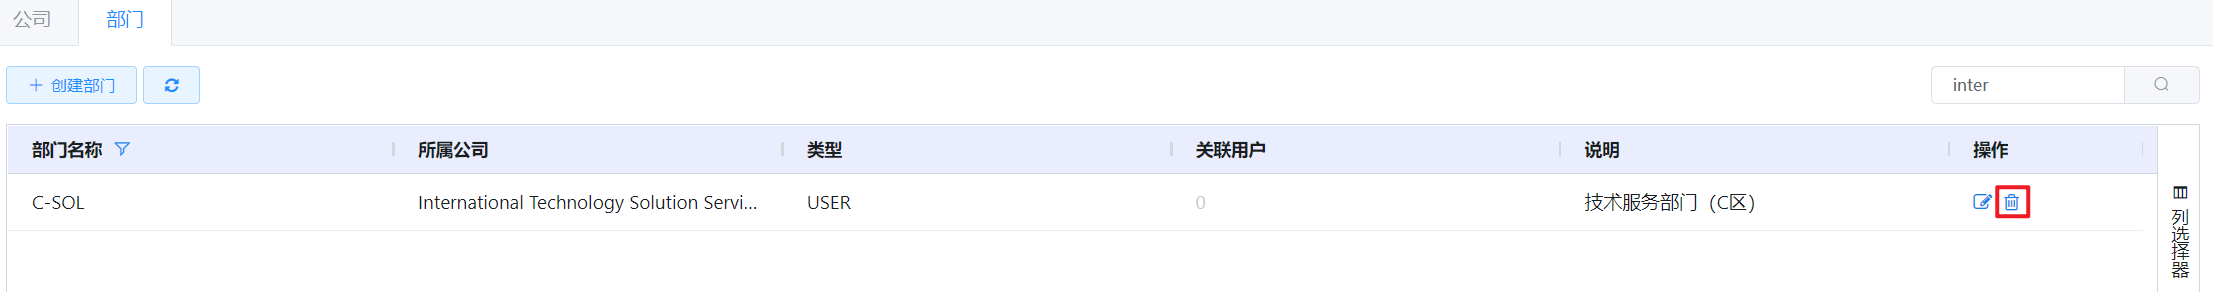 公司 部门
创建部门 inter
部门名称 所属公司 类型 关联用户 说明 操作
C-SOL International Technology Solution Servi... USER 0 技术服务部门（C区）
列选择器